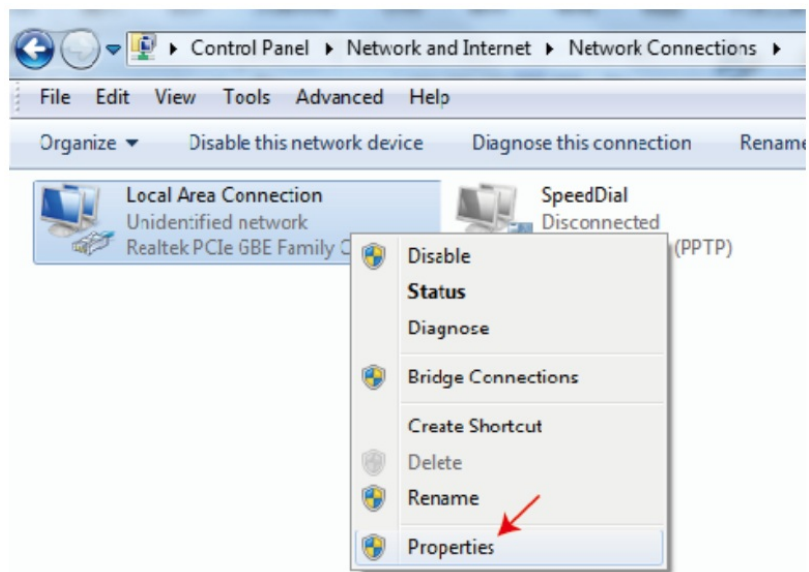 Control Panel Network and Internet Network Connections
File Edit View Tools Advanced Help
Organize Disable this network device Diagnose this connection Rename
Local Area Connection
Unidentified network
Realtek PCIe GBE Family C
SpeedDial
Disconnected
(PPTP)
Disable
Status
Diagnose
Bridge Connections
Create Shortcut
Delete
Rename
Properties